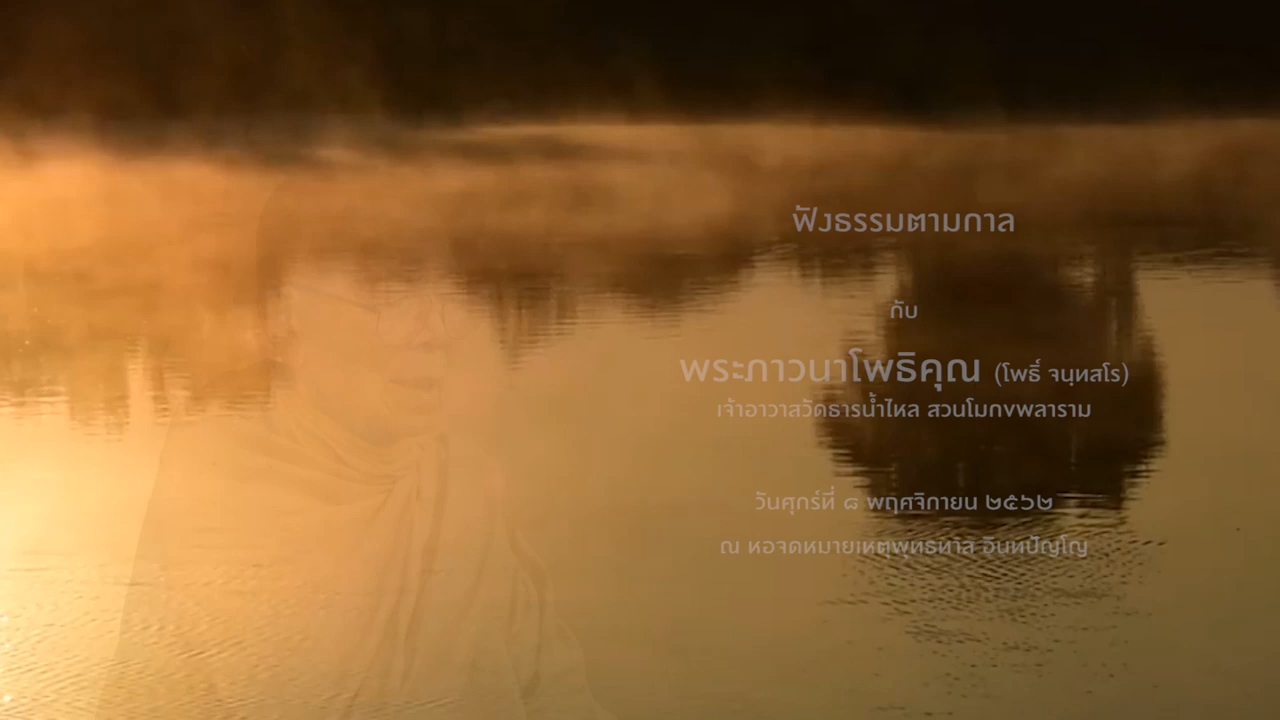 ฟังธรรมตามกาล
กับ
พระภาวนาโพธิคุณ (โพธิ์ จนฺทสโร)
เจ้าอาวาสวัดธารน้ำไหล สวนโมกขพลาราม
วันศุกร์ที่ ๘ พฤศจิกายน ๒๕๖๒
ณ หอจดหมายเหตุพุทธทาส อินทปัญโญ